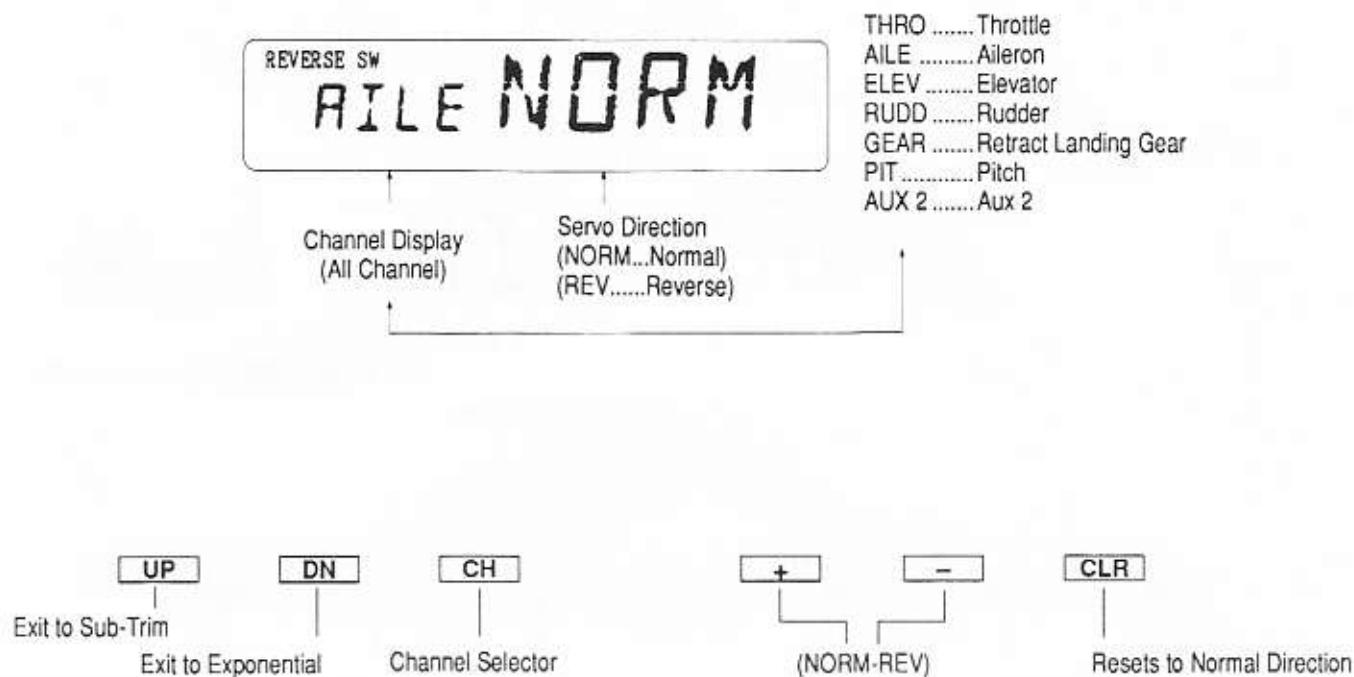 REVERSE SW
AILE NORM
THRO ....... Throttle
AILE ......... Aileron
ELEV ........ Elevator
RUDD ....... Rudder
GEAR ....... Retract Landing Gear
PIT ............ Pitch
AUX 2 ....... Aux 2
Channel Display
(All Channel)
Servo Direction
(NORM...Normal)
(REV......Reverse)
UP DN CH + − CLR
Exit to Sub-Trim
Exit to Exponential
Channel Selector
(NORM-REV)
Resets to Normal Direction